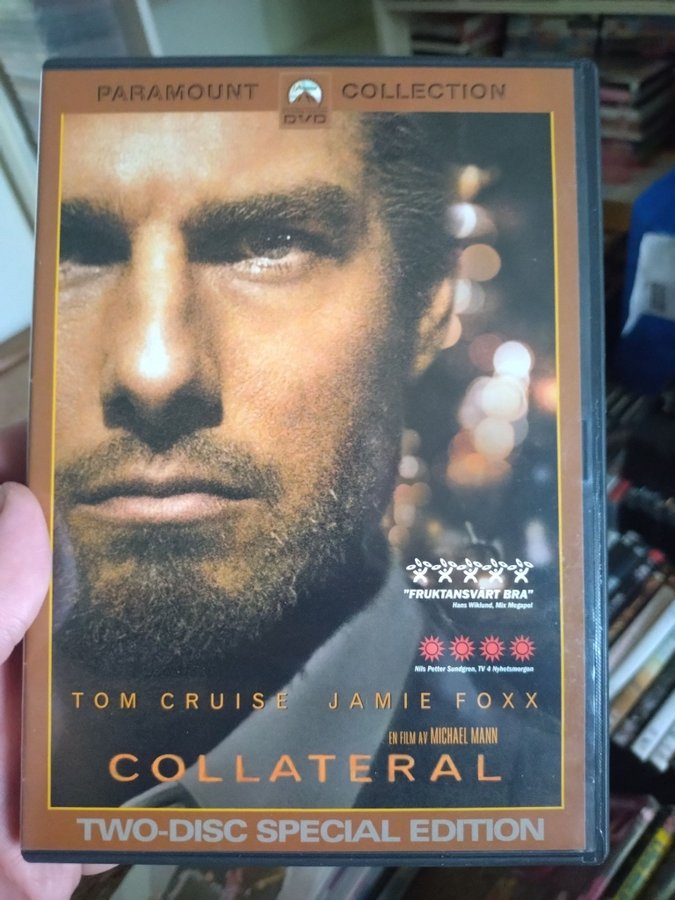 PARAMOUNT COLLECTION
DVD
"FRUKTANSVÄRT BRA"
Hans Wiklund, Mix Megapol
Nils Petter Sundgren, TV 4 Nyhetsmorgon
TOM CRUISE JAMIE FOXX
EN FILM AV MICHAEL MANN
COLLATERAL
TWO-DISC SPECIAL EDITION